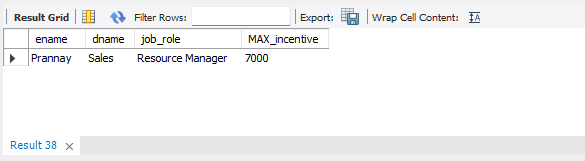 Result Grid Filter Rows: Export: Wrap Cell Content:
ename dname job_role MAX_incentive
Prannay Sales Resource Manager 7000
Result 38